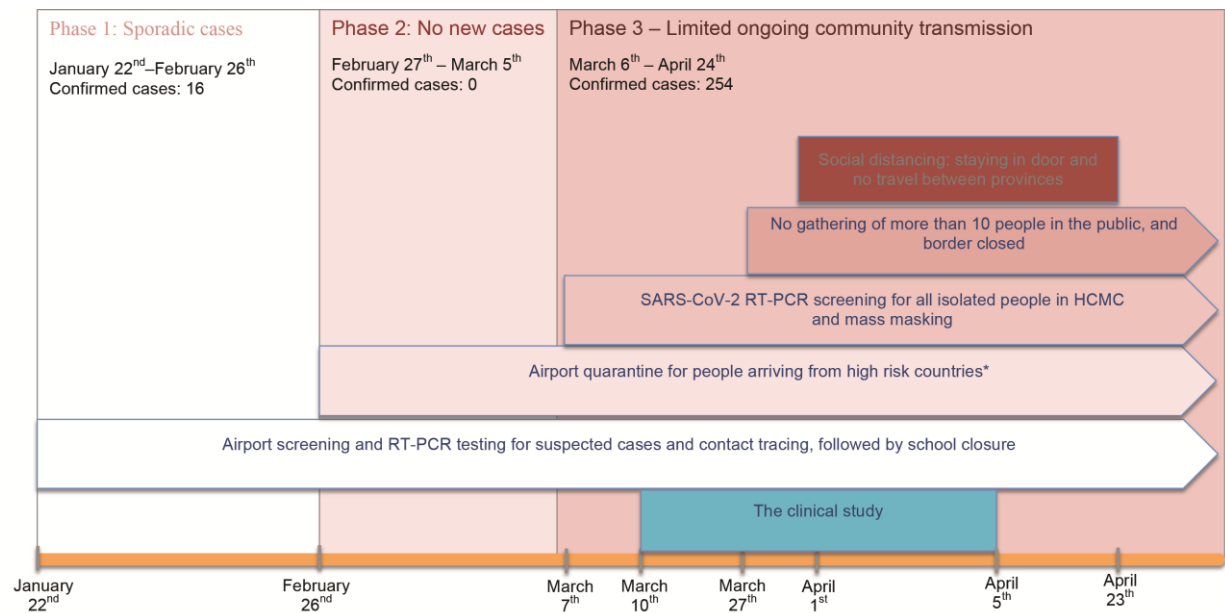 Phase 1: Sporadic cases
January 22nd–February 26th
Confirmed cases: 16
Phase 2: No new cases
February 27th – March 5th
Confirmed cases: 0
Phase 3 – Limited ongoing community transmission
March 6th – April 24th
Confirmed cases: 254
Social distancing: staying in door and
no travel between provinces
No gathering of more than 10 people in the public, and
border closed
SARS-CoV-2 RT-PCR screening for all isolated people in HCMC
and mass masking
Airport quarantine for people arriving from high risk countries*
Airport screening and RT-PCR testing for suspected cases and contact tracing, followed by school closure
The clinical study
January
22nd
February
26th
March
7th
March
10th
March
27th
April
1st
April
5th
April
23th